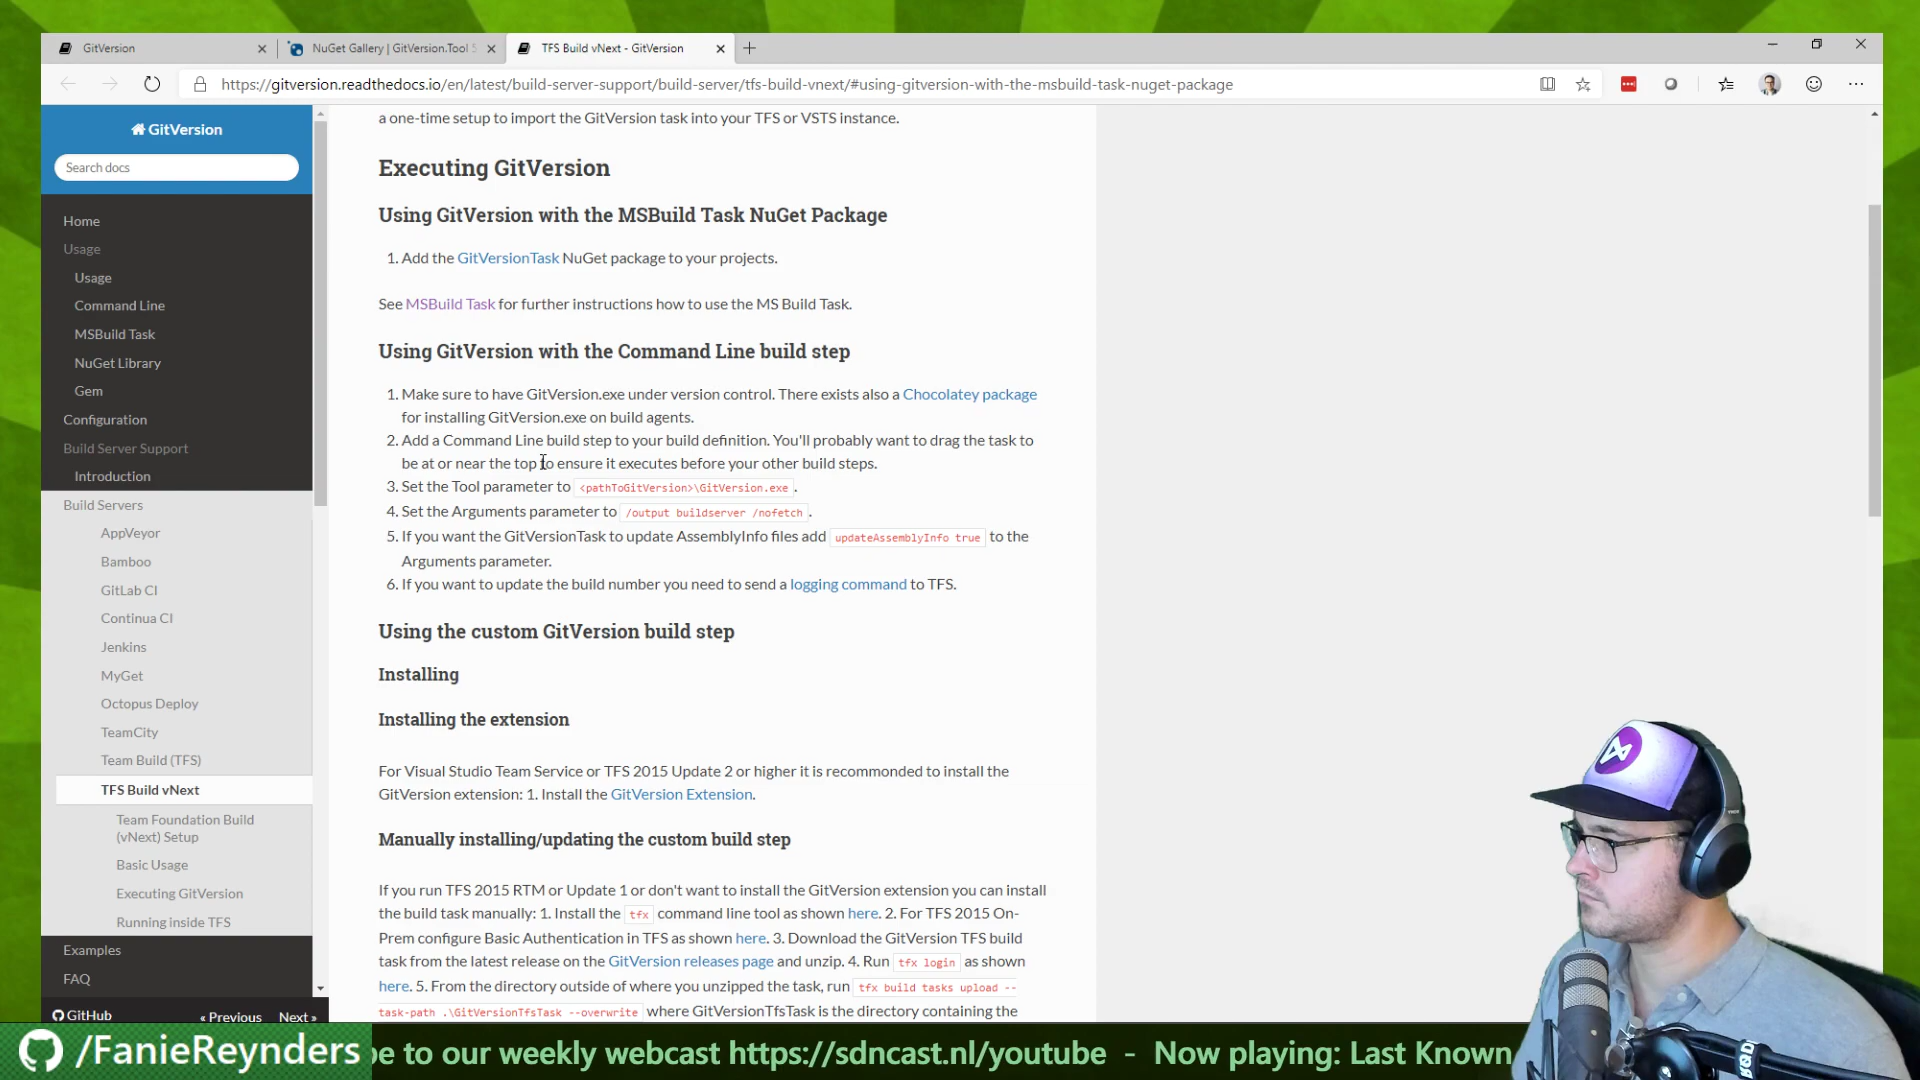 GitVersion
NuGet Gallery | GitVersion.Tool
TFS Build vNext - GitVersion
https://gitversion.readthedocs.io/en/latest/build-server-support/build-server/tfs-build-vnext/#using-gitversion-with-the-msbuild-task-nuget-package
GitVersion
Search docs
Home
Usage
Usage
Command Line
MSBuild Task
NuGet Library
Gem
Configuration
Build Server Support
Introduction
Build Servers
AppVeyor
Bamboo
GitLab CI
Continua CI
Jenkins
MyGet
Octopus Deploy
TeamCity
Team Build (TFS)
TFS Build vNext
Team Foundation Build
(vNext) Setup
Basic Usage
Executing GitVersion
Running inside TFS
Examples
FAQ
GitHub
« Previous
Next »
a one-time setup to import the GitVersion task into your TFS or VSTS instance.
Executing GitVersion
Using GitVersion with the MSBuild Task NuGet Package
1. Add the GitVersionTask NuGet package to your projects.
See MSBuild Task for further instructions how to use the MS Build Task.
Using GitVersion with the Command Line build step
1. Make sure to have GitVersion.exe under version control. There exists also a Chocolatey package
for installing GitVersion.exe on build agents.
2. Add a Command Line build step to your build definition. You'll probably want to drag the task to
be at or near the top to ensure it executes before your other build steps.
3. Set the Tool parameter to <pathToGitVersion>\GitVersion.exe.
4. Set the Arguments parameter to /output buildserver /nofetch.
5. If you want the GitVersionTask to update AssemblyInfo files add updateAssemblyInfo true to the
Arguments parameter.
6. If you want to update the build number you need to send a logging command to TFS.
Using the custom GitVersion build step
Installing
Installing the extension
For Visual Studio Team Service or TFS 2015 Update 2 or higher it is recommonded to install the
GitVersion extension: 1. Install the GitVersion Extension.
Manually installing/updating the custom build step
If you run TFS 2015 RTM or Update 1 or don't want to install the GitVersion extension you can install
the build task manually: 1. Install the tfx command line tool as shown here. 2. For TFS 2015 On-
Prem configure Basic Authentication in TFS as shown here. 3. Download the GitVersion TFS build
task from the latest release on the GitVersion releases page and unzip. 4. Run tfx login as shown
here. 5. From the directory outside of where you unzipped the task, run tfx build tasks upload --
task-path .\GitVersionTfsTask --overwrite where GitVersionTfsTask is the directory containing the
/FanieReynders
be to our weekly webcast https://sdncast.nl/youtube - Now playing: Last Known